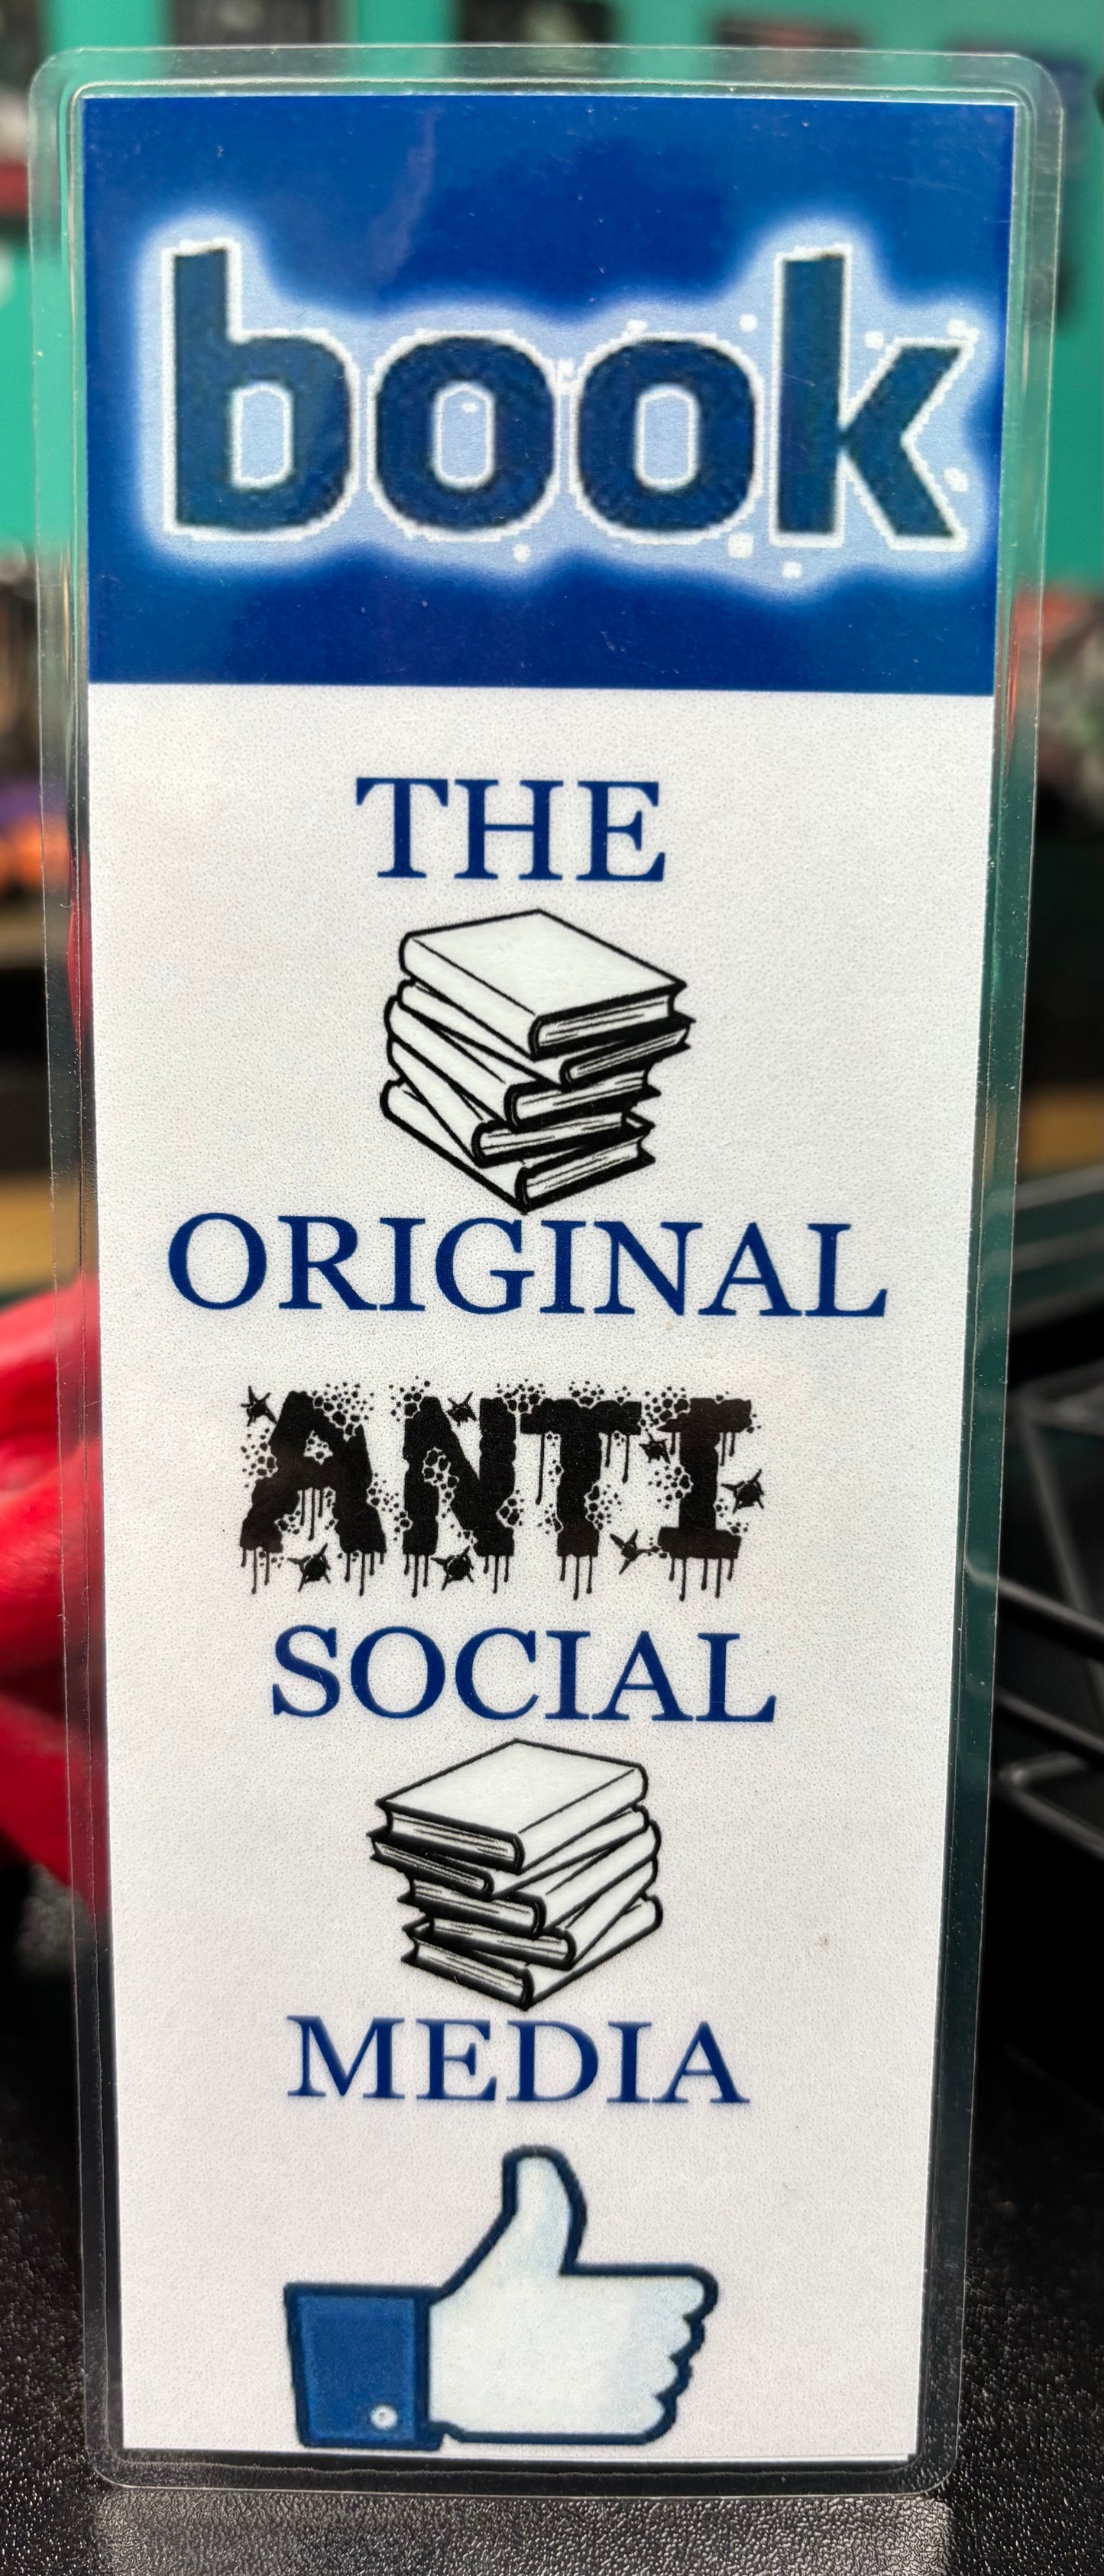 book
THE
ORIGINAL
ANTI
SOCIAL
MEDIA